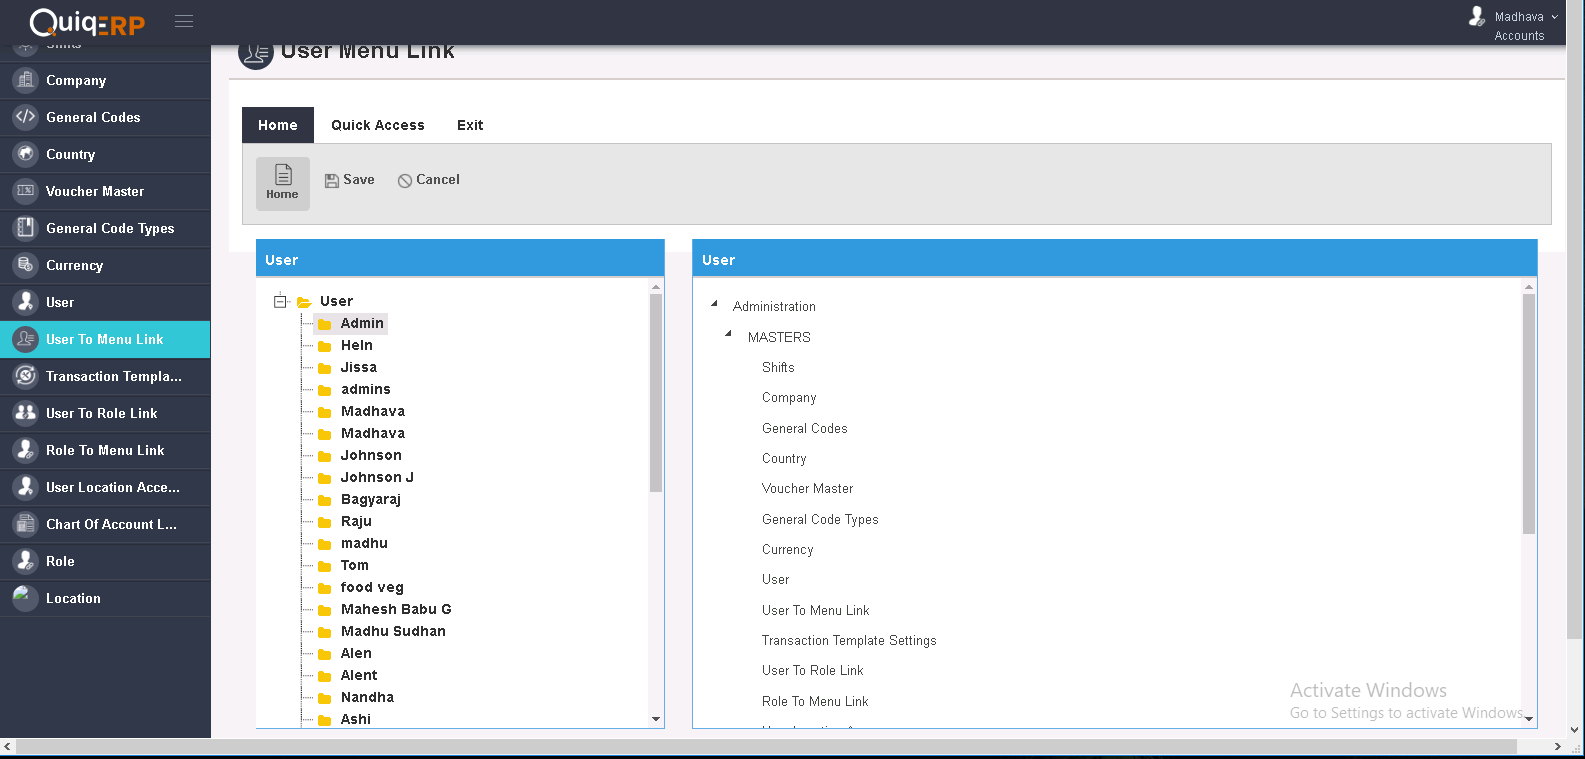 QuiqERP
Madhava
Accounts
Shifts
Company
General Codes
Country
Voucher Master
General Code Types
Currency
User
User To Menu Link
Transaction Templa...
User To Role Link
Role To Menu Link
User Location Acce...
Chart Of Account L...
Role
Location
User Menu Link
Home Quick Access Exit
Home
Save
Cancel
User
User
Admin
Heln
Jissa
admins
Madhava
Madhava
Johnson
Johnson J
Bagyaraj
Raju
madhu
Tom
food veg
Mahesh Babu G
Madhu Sudhan
Alen
Alent
Nandha
Ashi
User
Administration
MASTERS
Shifts
Company
General Codes
Country
Voucher Master
General Code Types
Currency
User
User To Menu Link
Transaction Template Settings
User To Role Link
Role To Menu Link
Activate Windows
Go to Settings to activate Windows.